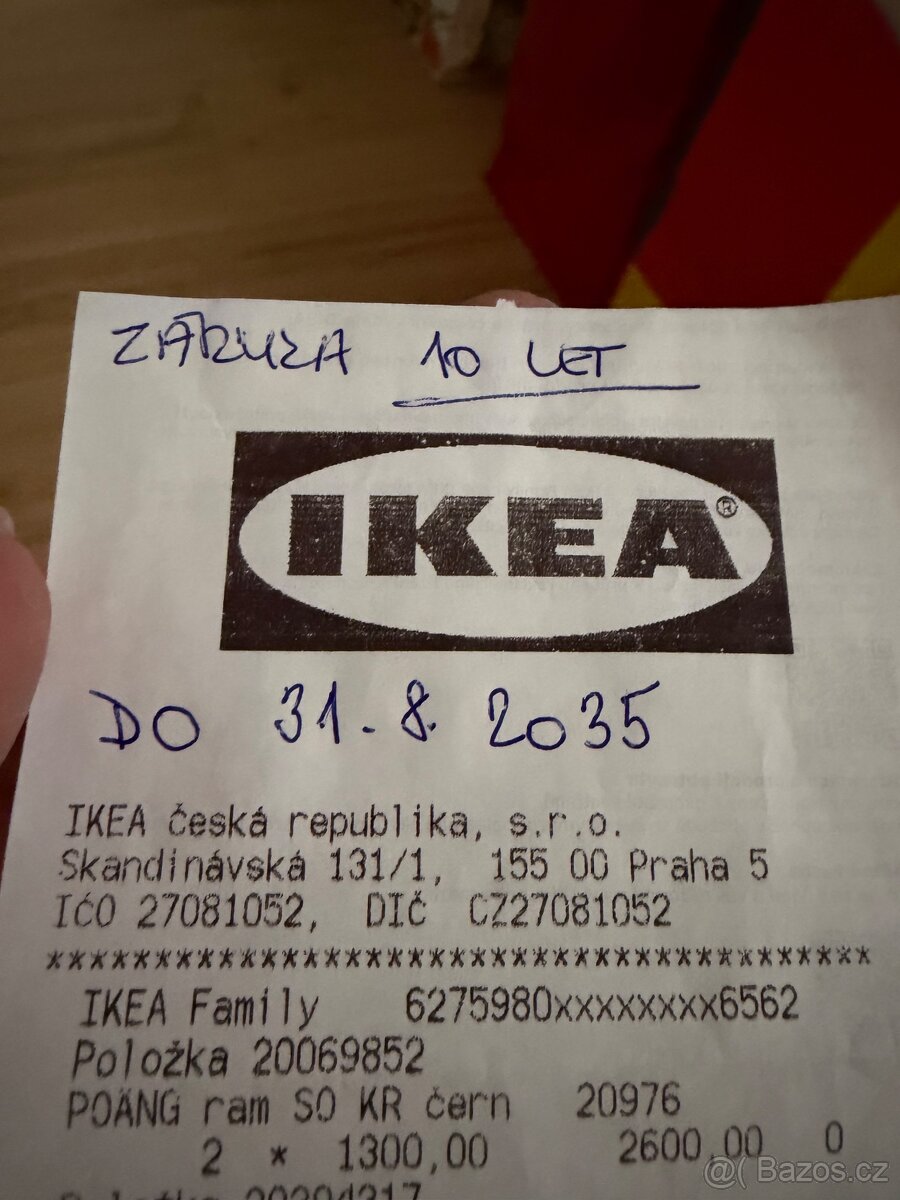 ZÁRUKA 10 LET
IKEA®
DO 31.8.2035
IKEA Česká republika, s.r.o.
Skandinávská 131/1, 155 00 Praha 5
IČO 27081052, DIČ CZ27081052
****************************************
IKEA Family 6275980xxxxxxxx6562
Položka 20069852
POÄNG ram SO KR čern 20976
2 * 1300,00 2600,00 0
@( Bazos.cz